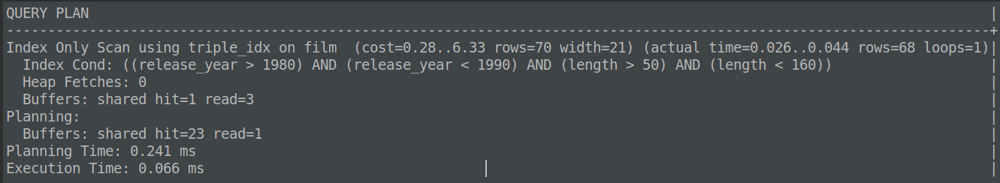 QUERY PLAN |
------------------------------------------------------------------------------------------------------------------------+
Index Only Scan using triple_idx on film  (cost=0.28..6.33 rows=70 width=21) (actual time=0.026..0.044 rows=68 loops=1)|
  Index Cond: ((release_year > 1980) AND (release_year < 1990) AND (length > 50) AND (length < 160)) |
  Heap Fetches: 0 |
  Buffers: shared hit=1 read=3 |
Planning: |
  Buffers: shared hit=23 read=1 |
Planning Time: 0.241 ms |
Execution Time: 0.066 ms |